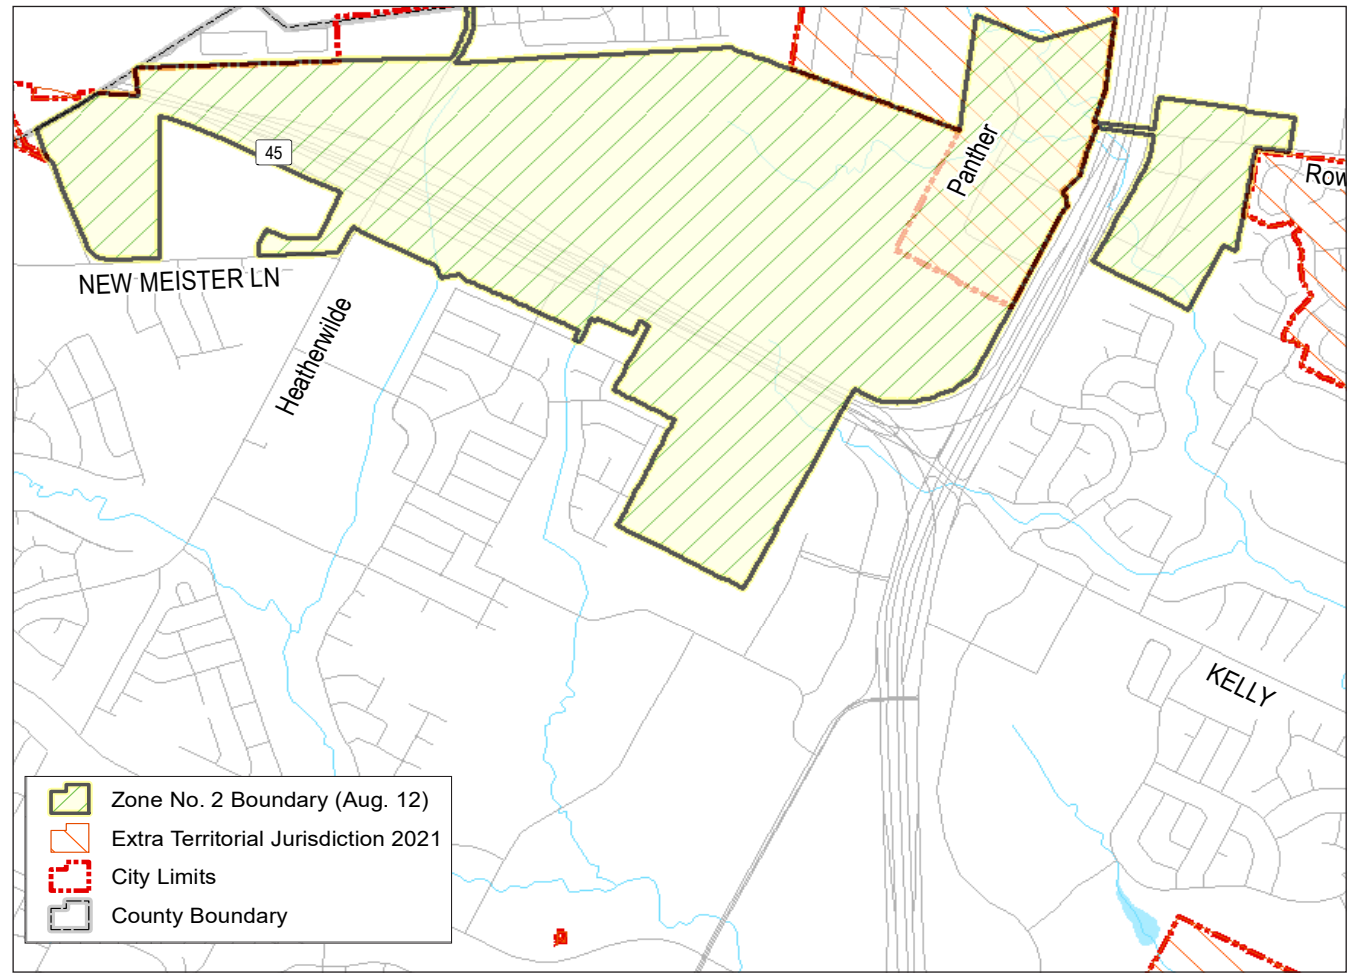 Panther
45
Row
NEW MEISTER LN
Heatherwilde
KELLY
Zone No. 2 Boundary (Aug. 12)
Extra Territorial Jurisdiction 2021
City Limits
County Boundary